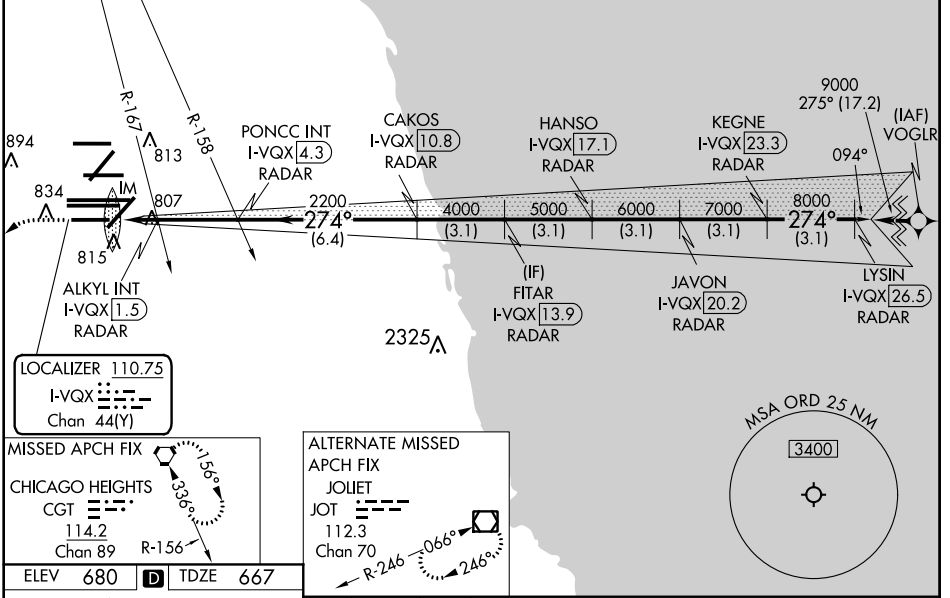 R-167
R-158
894
813
834
IM
807
815
PONCC INT
I-VQX 4.3
RADAR
CAKOS
I-VQX 10.8
RADAR
HANSO
I-VQX 17.1
RADAR
KEGNE
I-VQX 23.3
RADAR
9000
275° (17.2)
(IAF)
VOGLR
094°
2200
274°
(6.4)
4000
(3.1)
5000
(3.1)
6000
(3.1)
7000
(3.1)
8000
274°
(3.1)
ALKYL INT
I-VQX 1.5
RADAR
(IF)
FITAR
I-VQX 13.9
RADAR
JAVON
I-VQX 20.2
RADAR
LYSIN
I-VQX 26.5
RADAR
2325
LOCALIZER 110.75
I-VQX
Chan 44(Y)
MISSED APCH FIX
CHICAGO HEIGHTS
CGT
114.2
Chan 89
156°
336°
R-156
ALTERNATE MISSED
APCH FIX
JOLIET
JOT
112.3
Chan 70
R-246
066°
246°
MSA ORD 25 NM
3400
ELEV 680 D TDZE 667